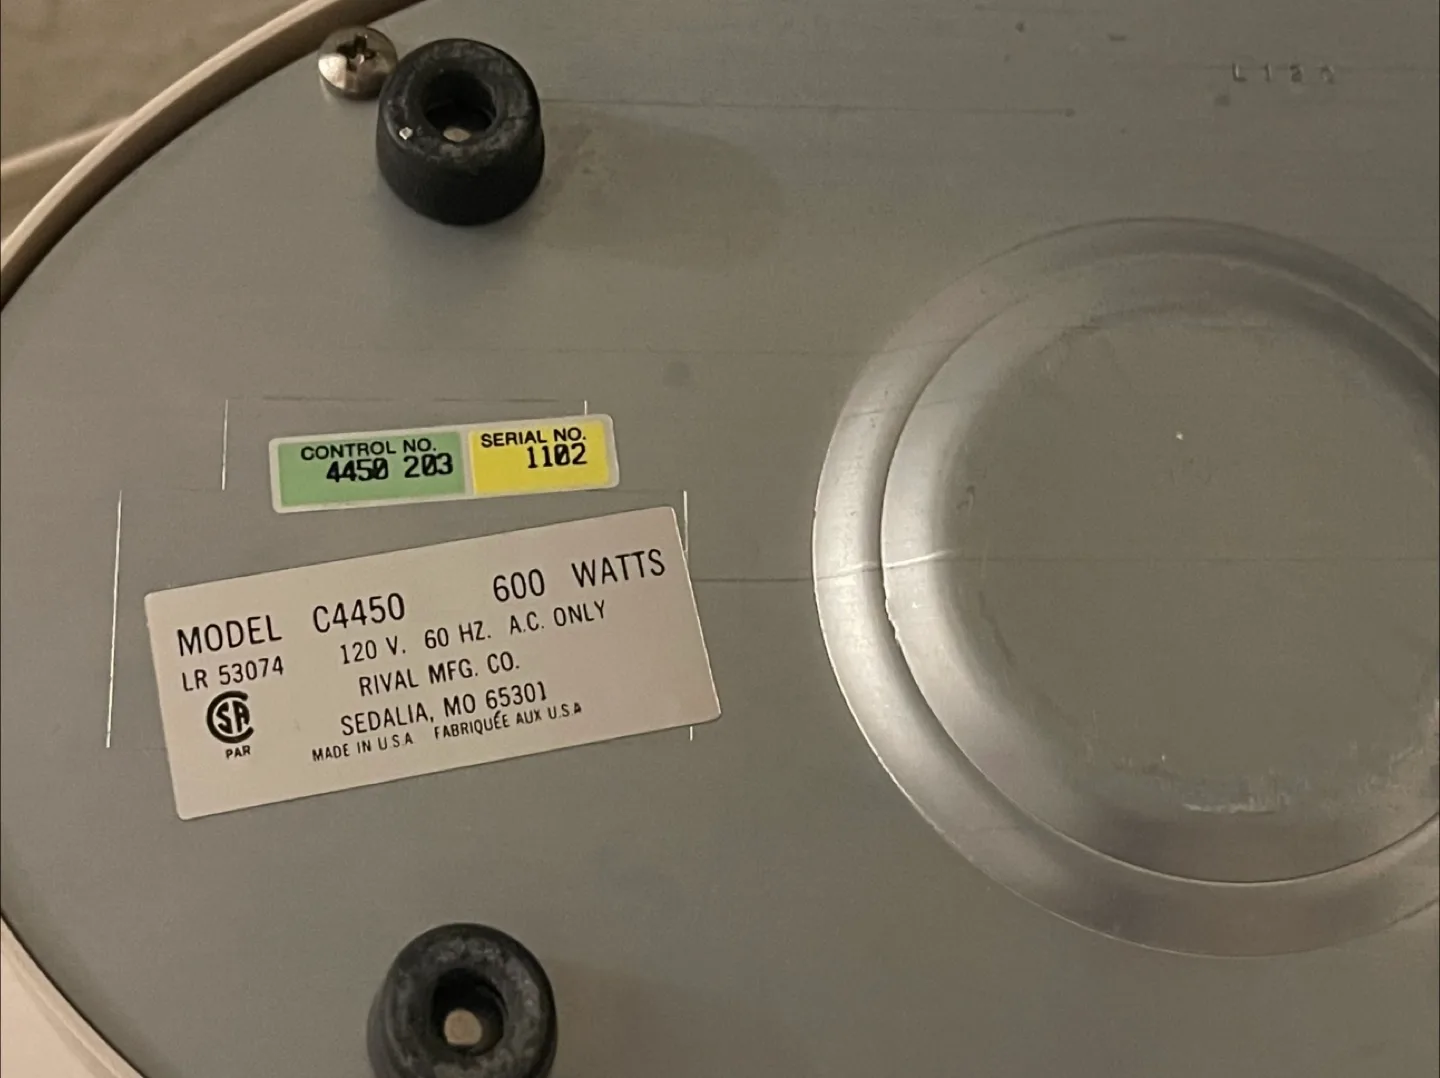 CONTROL NO. SERIAL NO.
4450 203 1102
MODEL C4450 600 WATTS
LR 53074 120 V. 60 HZ. A.C. ONLY
RIVAL MFG. CO.
SEDALIA, MO 65301
MADE IN U.S.A FABRIQUÉE AUX U.S.A
SA
PAR